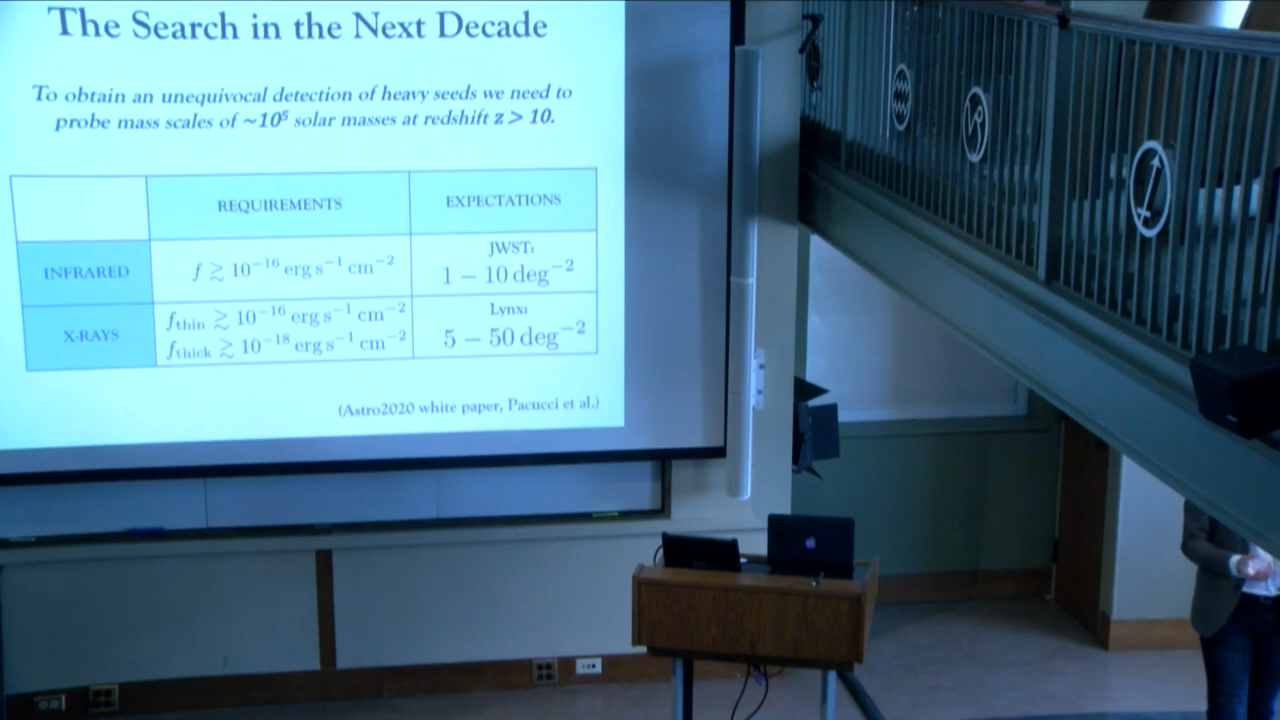 The Search in the Next Decade
To obtain an unequivocal detection of heavy seeds we need to
probe mass scales of ~10⁵ solar masses at redshift z > 10.
REQUIREMENTS EXPECTATIONS
INFRARED f ≳ 10⁻¹⁶ erg s⁻¹ cm⁻² JWST:
1 – 10 deg⁻²
X-RAYS f_thin ≳ 10⁻¹⁶ erg s⁻¹ cm⁻² Lynx:
f_thick ≳ 10⁻¹⁸ erg s⁻¹ cm⁻² 5 – 50 deg⁻²
(Astro2020 white paper, Pacucci et al.)